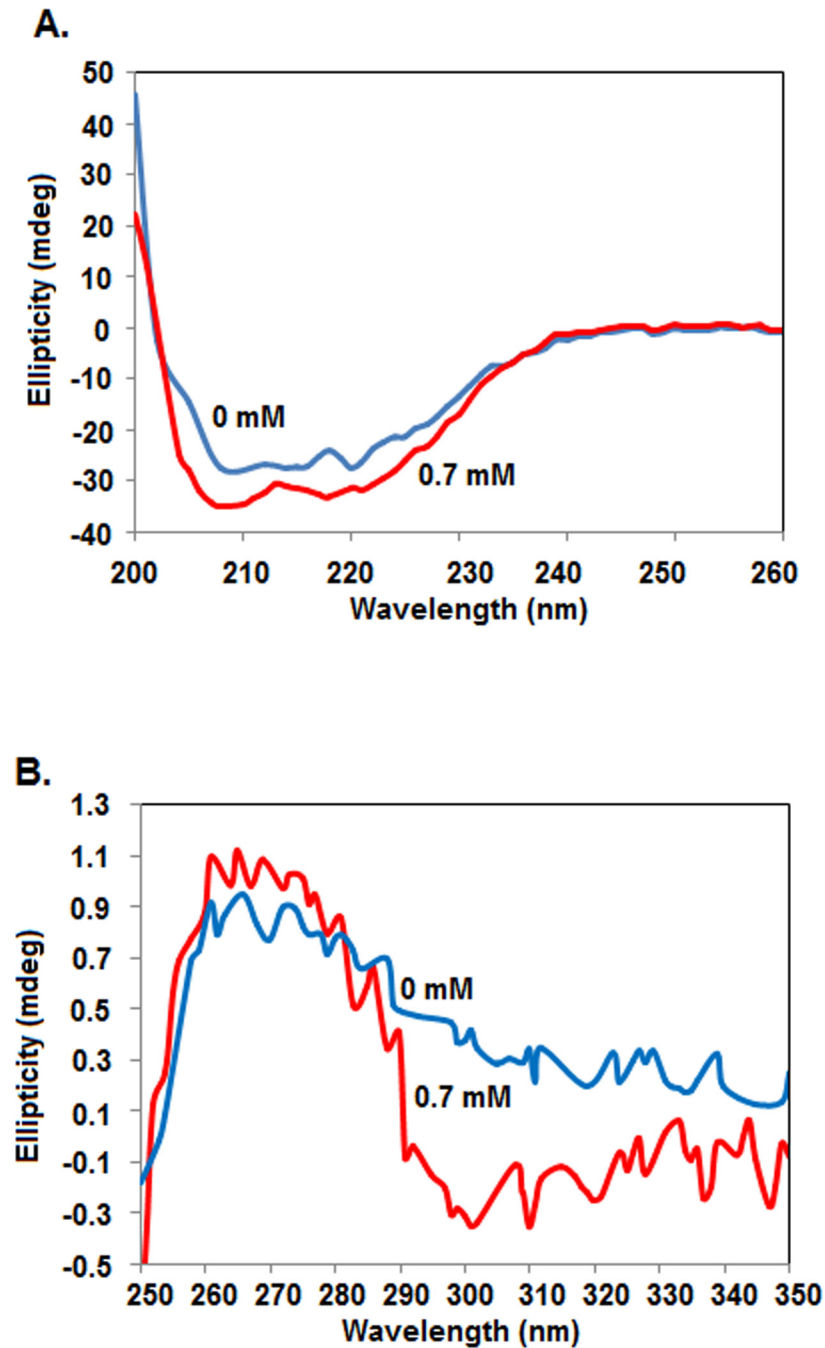 A.
Ellipticity (mdeg)
50
40
30
20
10
0
-10
-20
-30
-40
0 mM
0.7 mM
200 210 220 230 240 250 260
Wavelength (nm)
B.
Ellipticity (mdeg)
1.3
1.1
0.9
0.7
0.5
0.3
0.1
-0.1
-0.3
-0.5
0 mM
0.7 mM
250 260 270 280 290 300 310 320 330 340 350
Wavelength (nm)